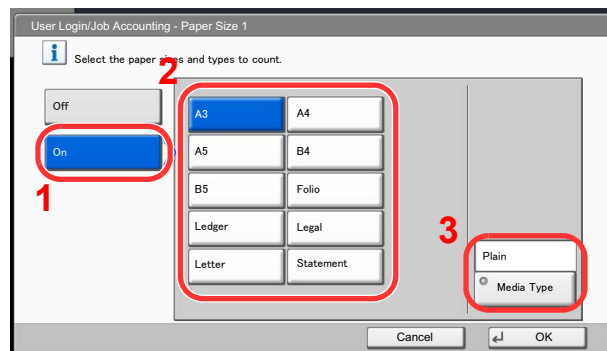 User Login/Job Accounting - Paper Size 1
i Select the paper sizes and types to count.
2
Off
A3 A4
On
A5 B4
1
B5 Folio
3
Ledger Legal
Plain
Letter Statement
Media Type
Cancel OK